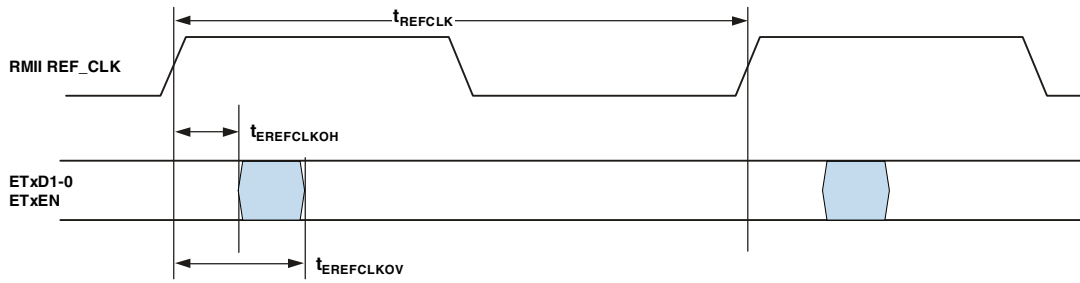 tREFCLK
RMII REF_CLK
tEREFCLKOH
ETxD1-0
ETxEN
tEREFCLKOV